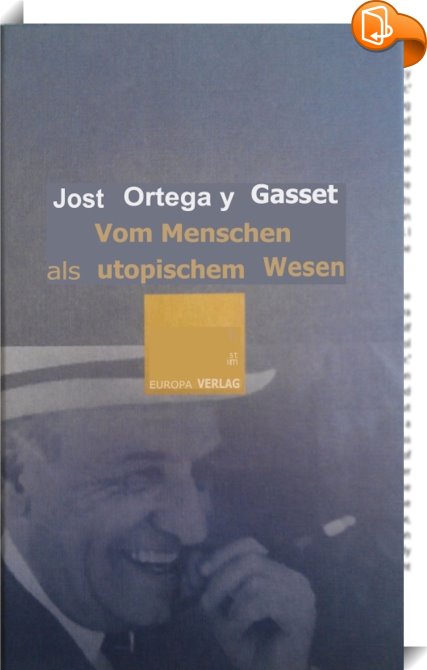 Jost Ortega y Gasset
Vom Menschen
als utopischem Wesen
EUROPA VERLAG